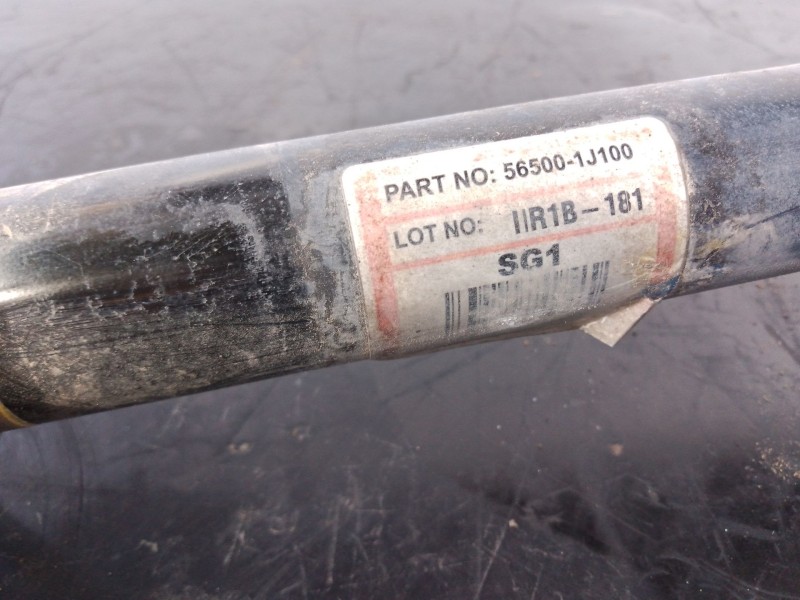 PART NO: 56500-1J100
LOT NO: IIR1B-181
SG1